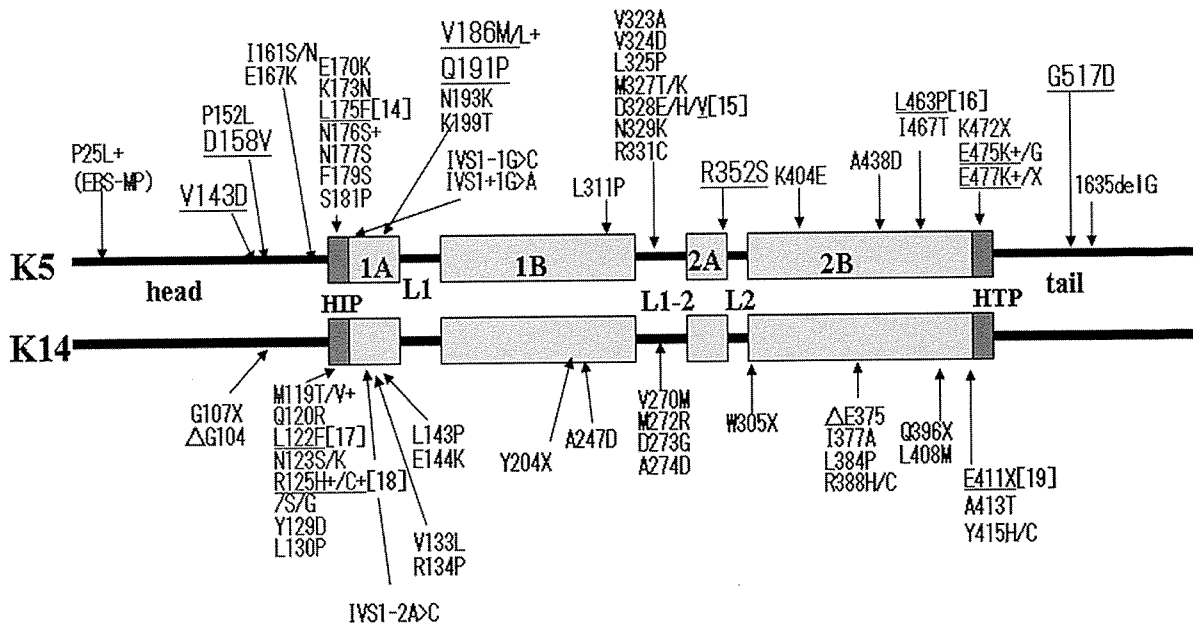 P25L+
(EBS-MP)
V143D
P152L
D158V
I161S/N
E167K
E170K
K173N
L175F[14]
N176S+
N177S
F179S
S181P
V186M/L+
Q191P
N193K
K199T
IVS1-1G>C
IVS1+1G>A
L311P
V323A
V324D
L325P
M327T/K
D328E/H/V[15]
N329K
R331C
R352S
K404E
A438D
L463P[16]
I467T
K472X
E475K+/G
E477K+/X
G517D
1635delG
K5
head
HIP
1A
L1
1B
L1-2
2A
L2
2B
HTP
tail
K14
G107X
△G104
M119T/V+
Q120R
L122F[17]
N123S/K
R125H+/C+[18]
/S/G
Y129D
L130P
IVS1-2A>C
V133L
R134P
L143P
E144K
Y204X
A247D
V270M
M272R
D273G
A274D
W305X
△E375
I377A
L384P
R388H/C
Q396X
L408M
E411X[19]
A413T
Y415H/C